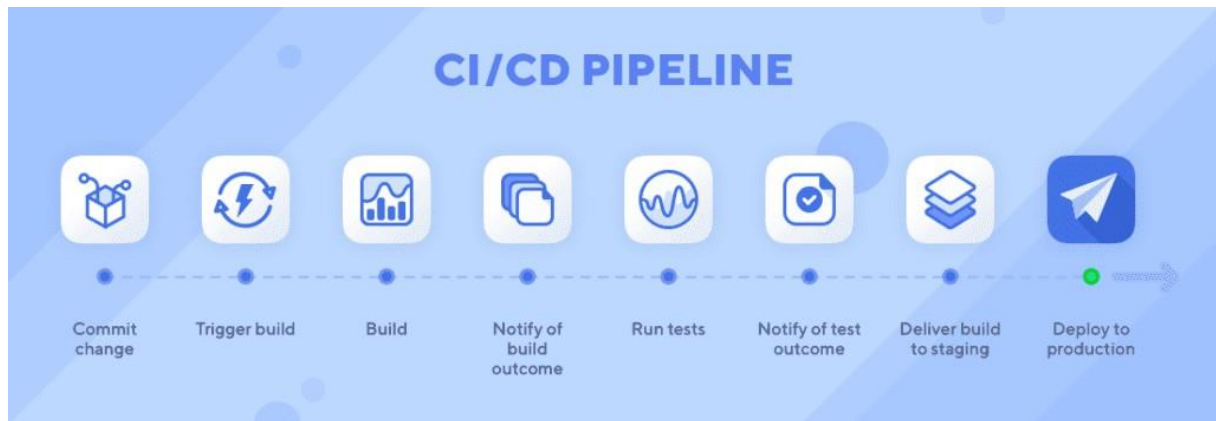 CI/CD PIPELINE
Commit
change
Trigger build
Build
Notify of
build
outcome
Run tests
Notify of test
outcome
Deliver build
to staging
Deploy to
production